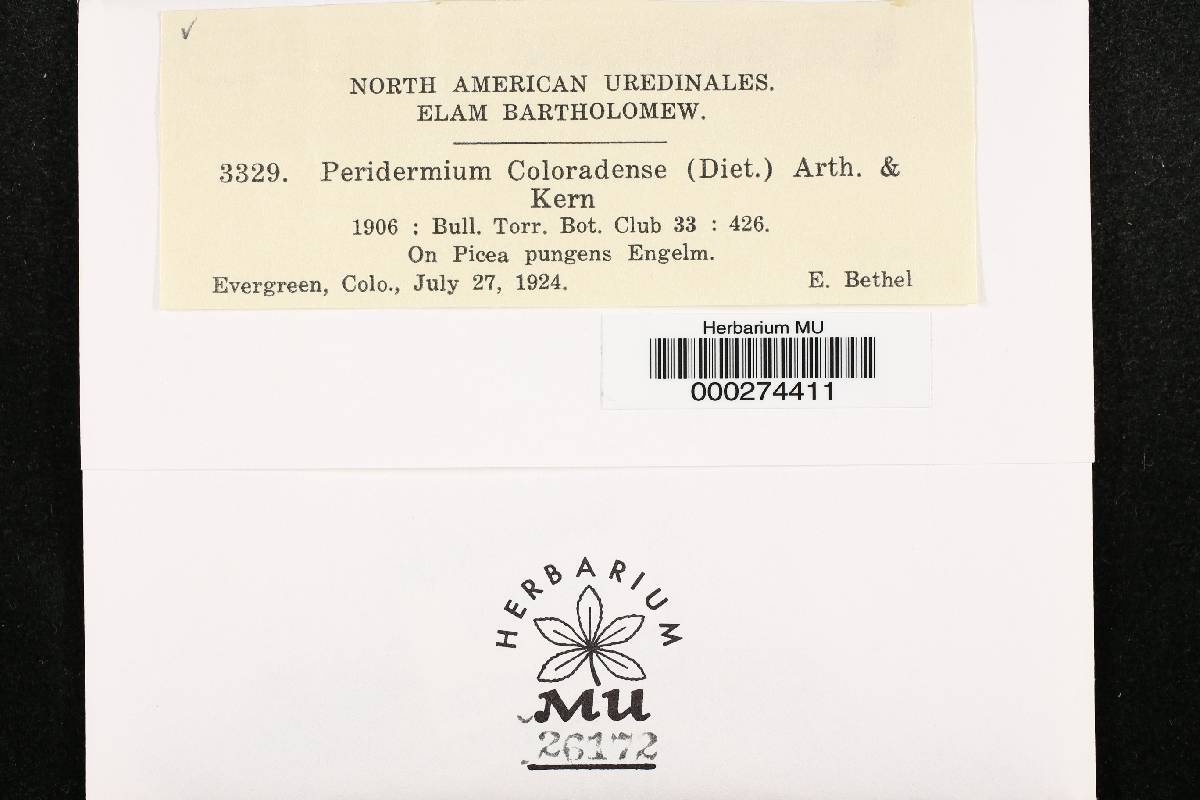 NORTH AMERICAN UREDINALES.
ELAM BARTHOLOMEW.
3329. Peridermium Coloradense (Diet.) Arth. &
Kern
1906 : Bull. Torr. Bot. Club 33 : 426.
On Picea pungens Engelm.
Evergreen, Colo., July 27, 1924. E. Bethel
Herbarium MU
000274411
HERBARIUM
MU
26172